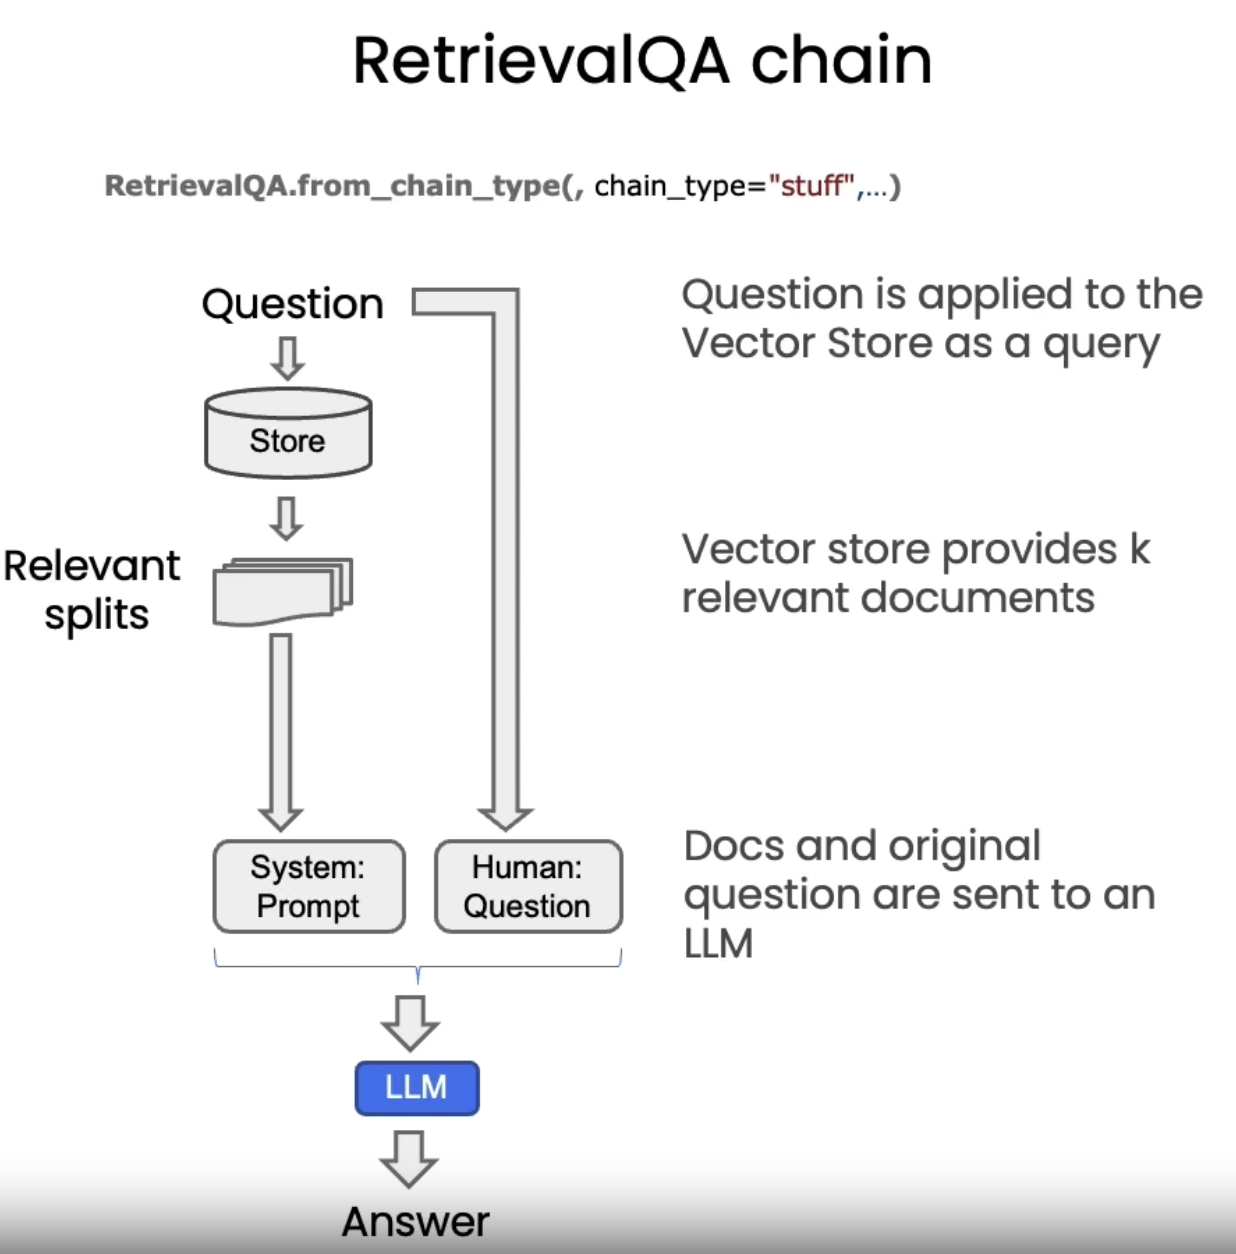 RetrievalQA chain
RetrievalQA.from_chain_type(, chain_type="stuff",...)
Question
Question is applied to the
Vector Store as a query
Store
Relevant
splits
Vector store provides k
relevant documents
System:
Prompt
Human:
Question
Docs and original
question are sent to an
LLM
LLM
Answer